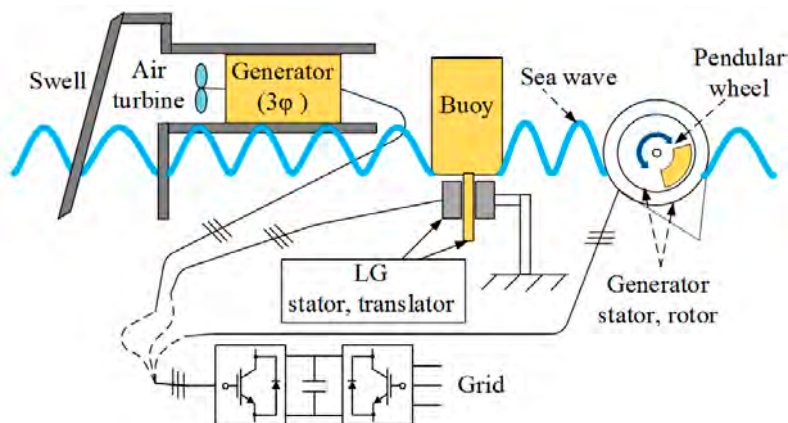 Swell
Air
turbine
Generator
(3φ )
Buoy
Sea wave
Pendular
wheel
LG
stator, translator
Generator
stator, rotor
Grid